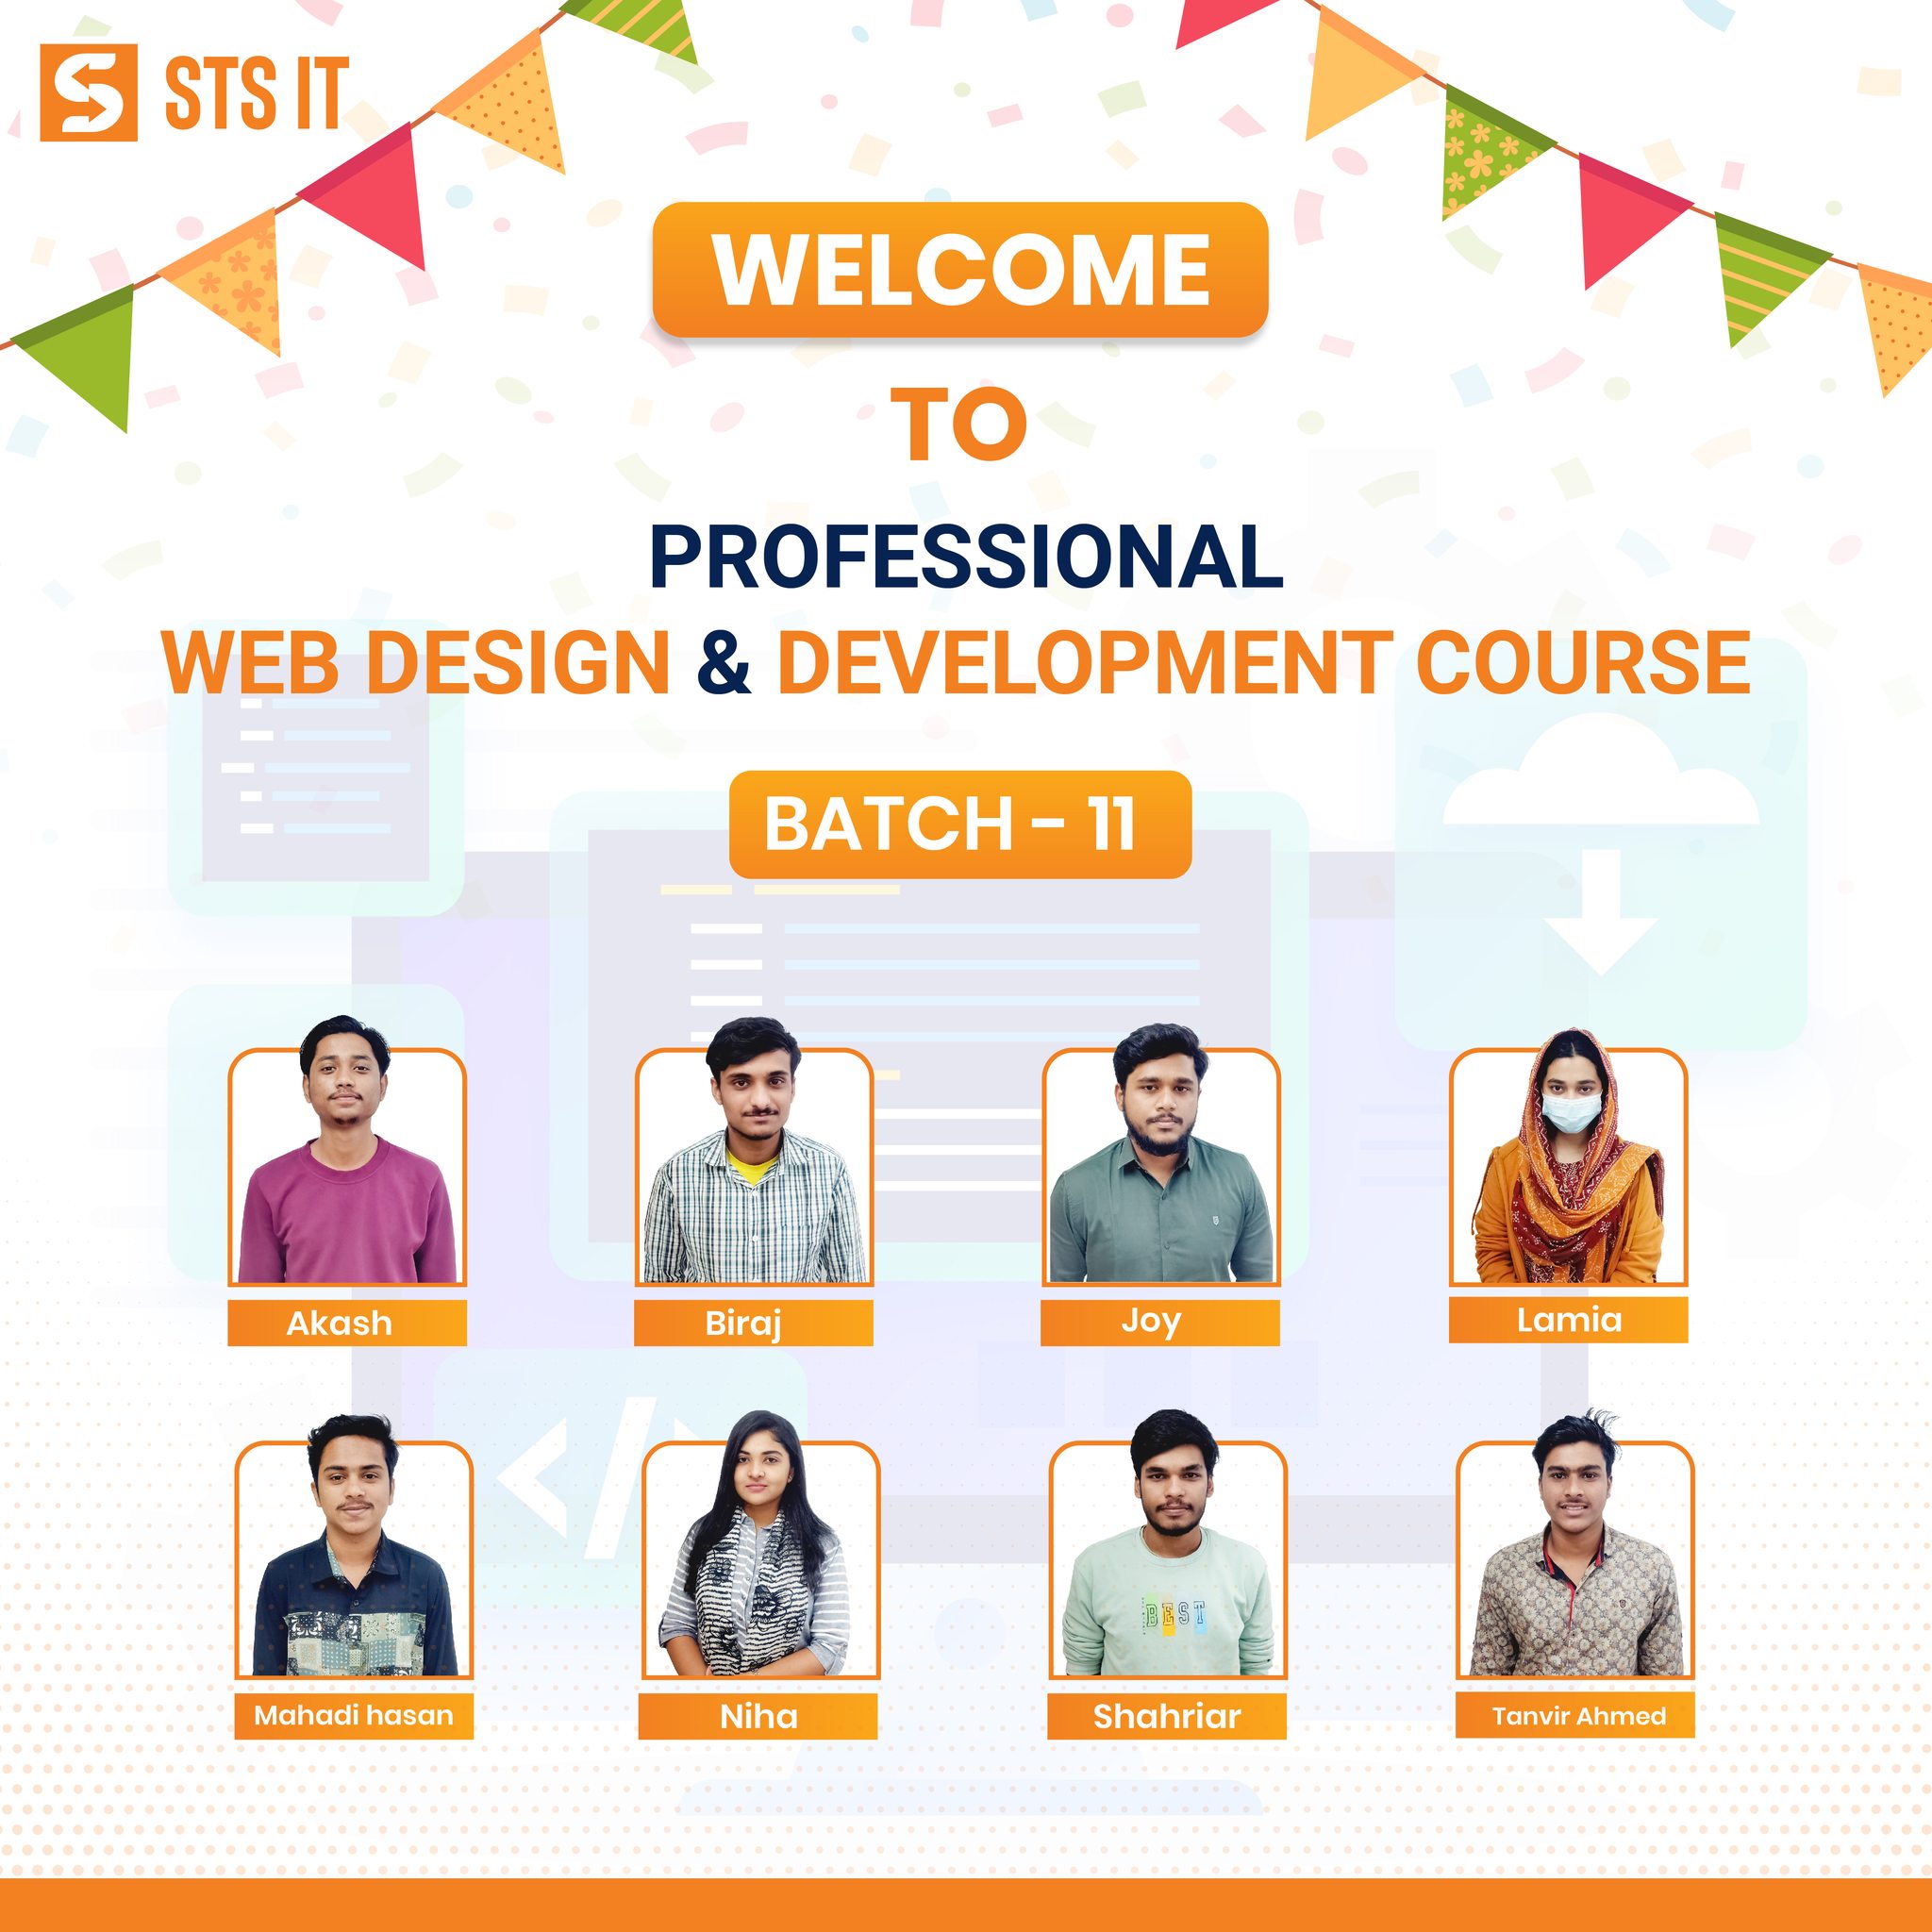 STS IT
WELCOME
TO
PROFESSIONAL
WEB DESIGN & DEVELOPMENT COURSE
BATCH - 11
Akash
Biraj
Joy
Lamia
BEST
Mahadi hasan
Niha
Shahriar
Tanvir Ahmed